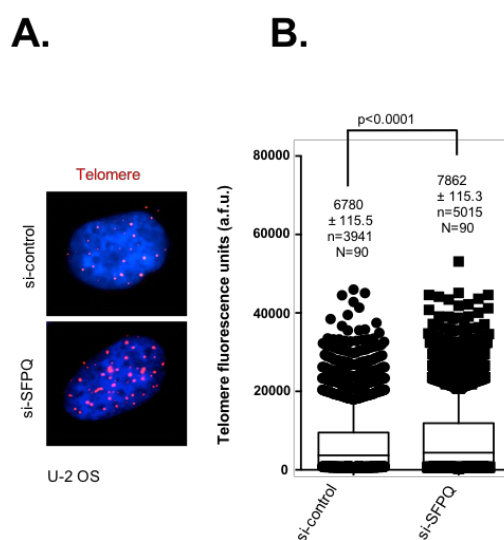 A.
B.
Telomere
si-control
si-SFPQ
U-2 OS
p<0.0001
Telomere fluorescence units (a.f.u.)
80000
60000
40000
20000
0
6780
± 115.5
n=3941
N=90
7862
± 115.3
n=5015
N=90
si-control
si-SFPQ